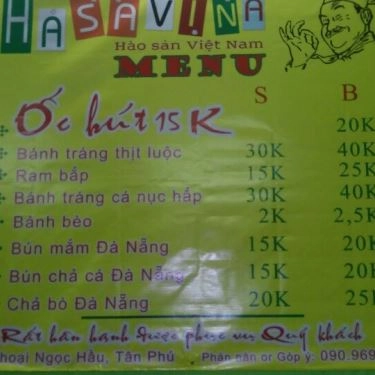 HASAVINA
Hào sản Việt Nam
MENU
S B
Ốc hút 15K 20K
Bánh tráng thịt luộc 30K 40K
Ram bắp 15K 25K
Bánh tráng cá nục hấp 30K 40K
Bánh bèo 2K 2,5K
Bún mắm Đà Nẵng 15K 20K
Bún chả cá Đà Nẵng 15K 20K
Chả bò Đà Nẵng 20K 25
Rất hân hạnh được phục vụ Quý khách
hoại Ngọc Hầu, Tân Phú Phản ánh or Góp ý: 090.969